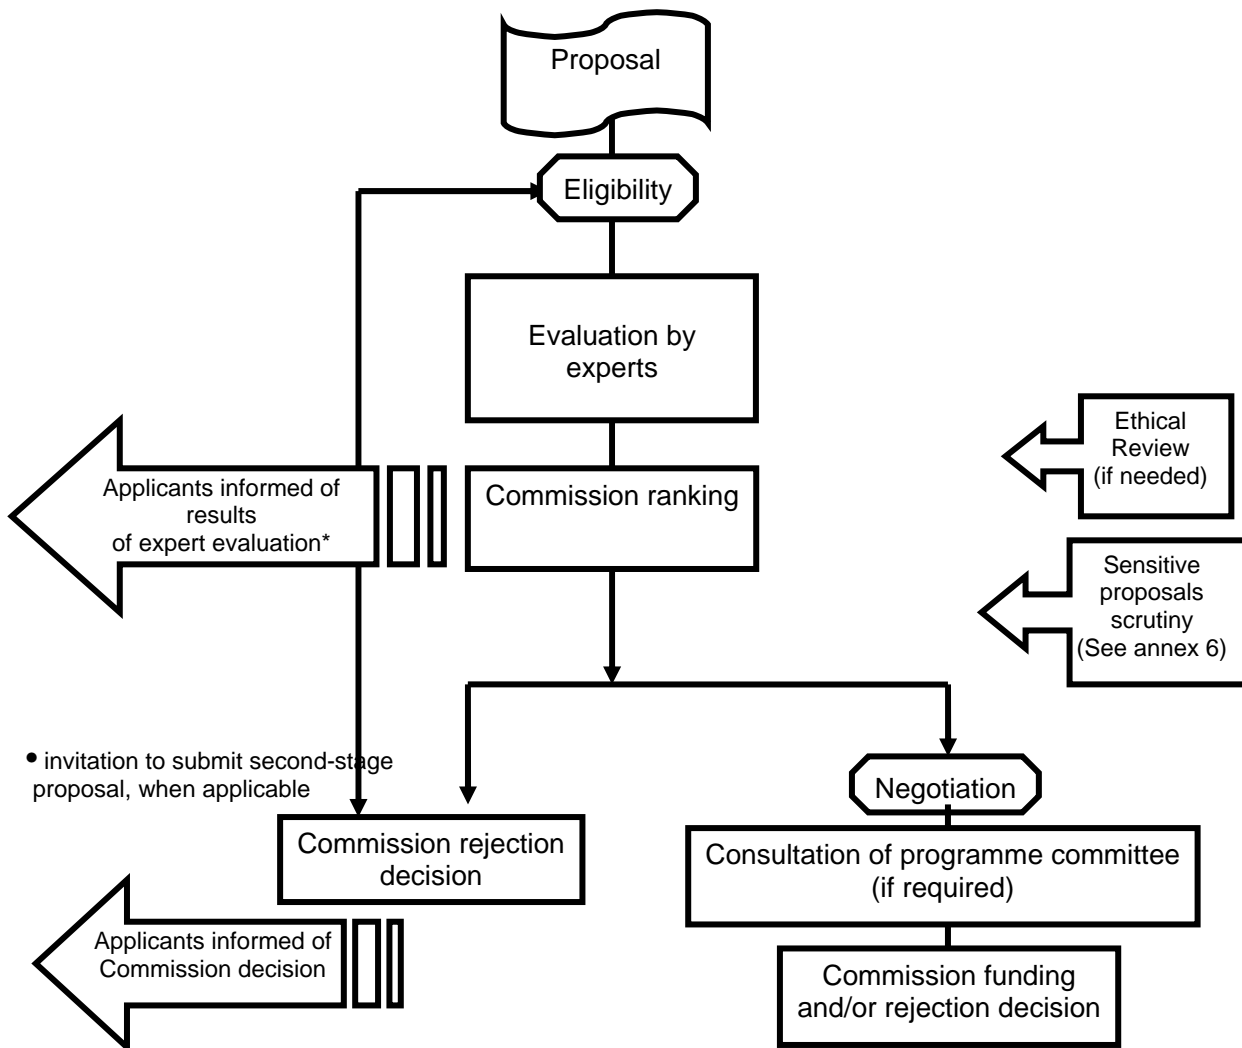 Proposal
Eligibility
Evaluation by
experts
Ethical
Review
(if needed)
Applicants informed of
results
of expert evaluation*
Commission ranking
Sensitive
proposals
scrutiny
(See annex 6)
• invitation to submit second-stage
proposal, when applicable
Negotiation
Commission rejection
decision
Consultation of programme committee
(if required)
Applicants informed of
Commission decision
Commission funding
and/or rejection decision